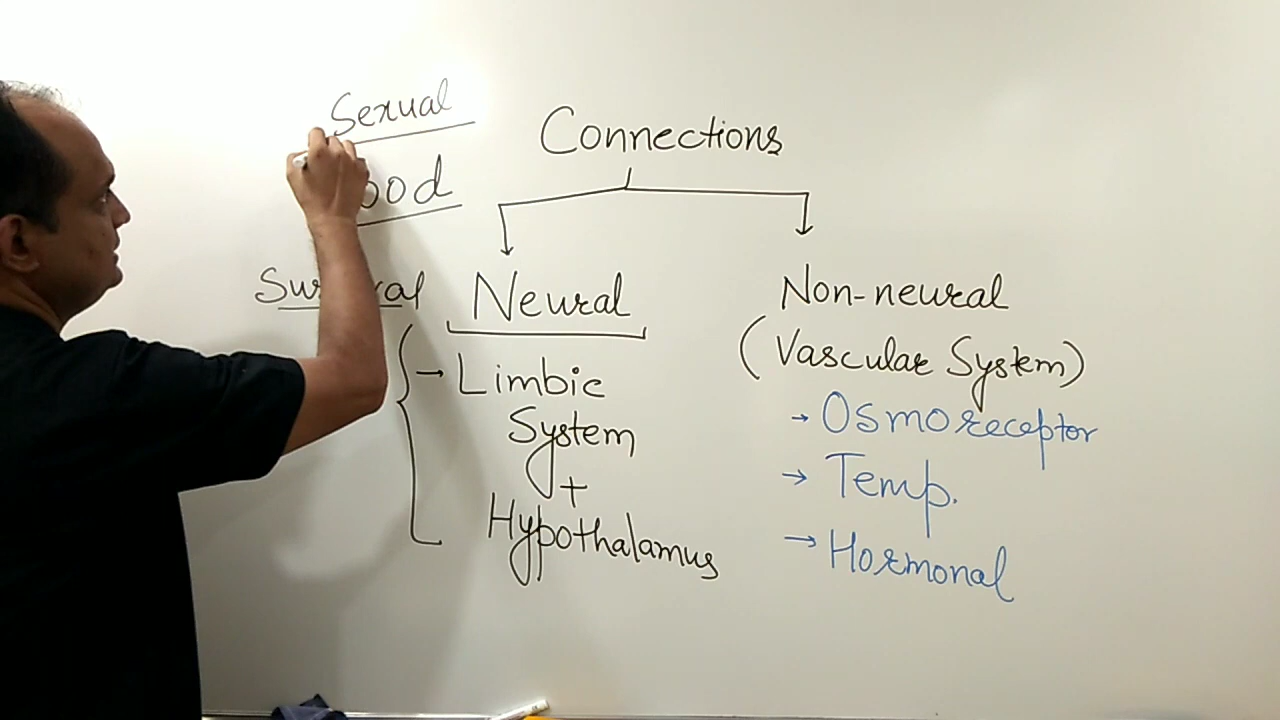 Sexual
Connections
Neural
Non-neural
(Vascular System)
→ Limbic
System
+
Hypothalamus
→ Osmoreceptor
→ Temp.
→ Hormonal